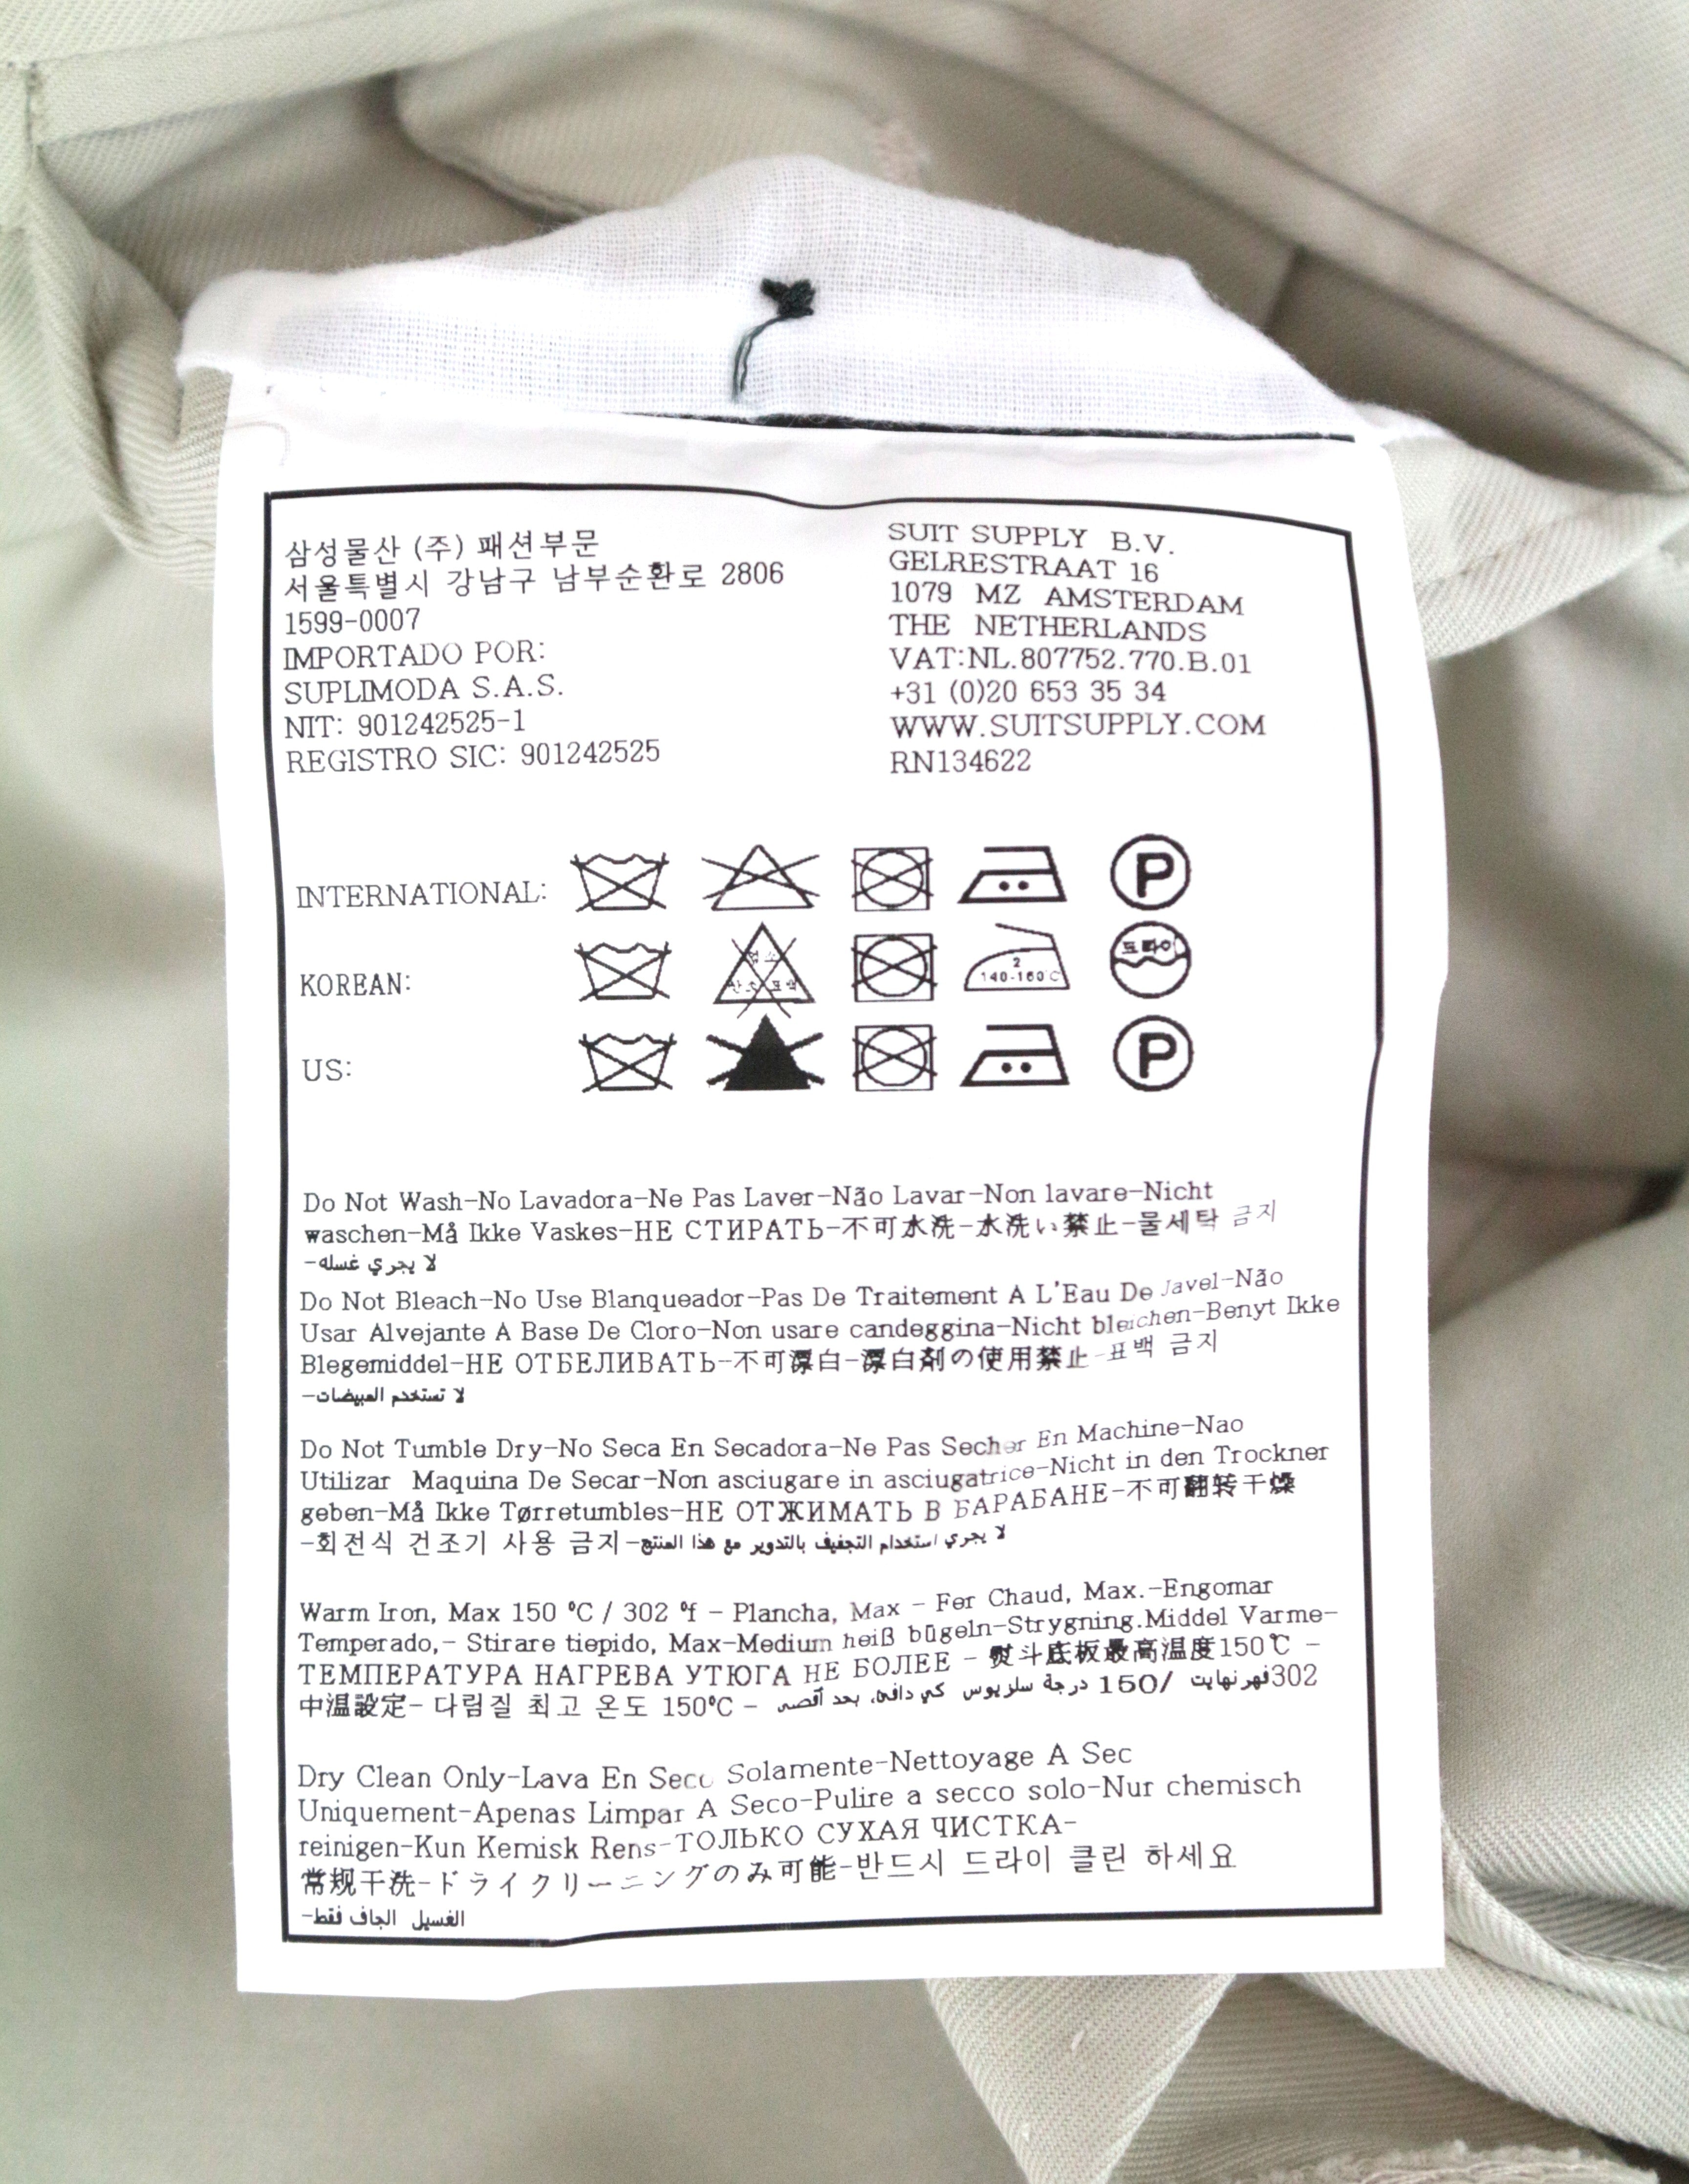 삼성물산 (주) 패션부문
서울특별시 강남구 남부순환로 2806
1599-0007
IMPORTADO POR:
SUPLIMODA S.A.S.
NIT: 901242525-1
REGISTRO SIC: 901242525
SUIT SUPPLY B.V.
GELRESTRAAT 16
1079 MZ AMSTERDAM
THE NETHERLANDS
VAT:NL.807752.770.B.01
+31 (0)20 653 35 34
WWW.SUITSUPPLY.COM
RN134622
INTERNATIONAL:
P
KOREAN:
2
140-160°C
드라이
US:
P
Do Not Wash-No Lavadora-Ne Pas Laver-Não Lavar-Non lavare-Nicht
waschen-Må Ikke Vaskes-НЕ СТИРАТЬ-不可水洗-水洗い禁止-물세탁 금지
-لا يجري غسله
Do Not Bleach-No Use Blanqueador-Pas De Traitement A L'Eau De Javel-Não
Usar Alvejante A Base De Cloro-Non usare candeggina-Nicht bleichen-Benyt Ikke
Blegemiddel-НЕ ОТБЕЛИВАТЬ-不可漂白-漂白剤の使用禁止-표백 금지
-لا تستخدم المبيضات
Do Not Tumble Dry-No Seca En Secadora-Ne Pas Secher En Machine-Nao
Utilizar Maquina De Secar-Non asciugare in asciugatrice-Nicht in den Trockner
geben-Må Ikke Tørretumbles-НЕ ОТЖИМАТЬ В БАРАБАНЕ-不可翻转干燥
-회전식 건조기 사용 금지-لا يجري استخدام التجفيف بالتدوير مع هذا المنتج
Warm Iron, Max 150 °C / 302 °f - Plancha, Max - Fer Chaud, Max.-Engomar
Temperado,- Stirare tiepido, Max-Medium heiß bügeln-Strygning.Middel Varme-
ТЕМПЕРАТУРА НАГРЕВА УТЮГА НЕ БОЛЕЕ - 熨斗底板最高温度150℃ -
中温設定- 다림질 최고 온도 150°C - كي دافئ، بحد أقصى 150/ درجة سلزيوس فهرنهايت302
Dry Clean Only-Lava En Seco Solamente-Nettoyage A Sec
Uniquement-Apenas Limpar A Seco-Pulire a secco solo-Nur chemisch
reinigen-Kun Kemisk Rens-ТОЛЬКО СУХАЯ ЧИСТКА-
常规干洗-ドライクリーニングのみ可能-반드시 드라이 클린 하세요
-الغسيل الجاف فقط